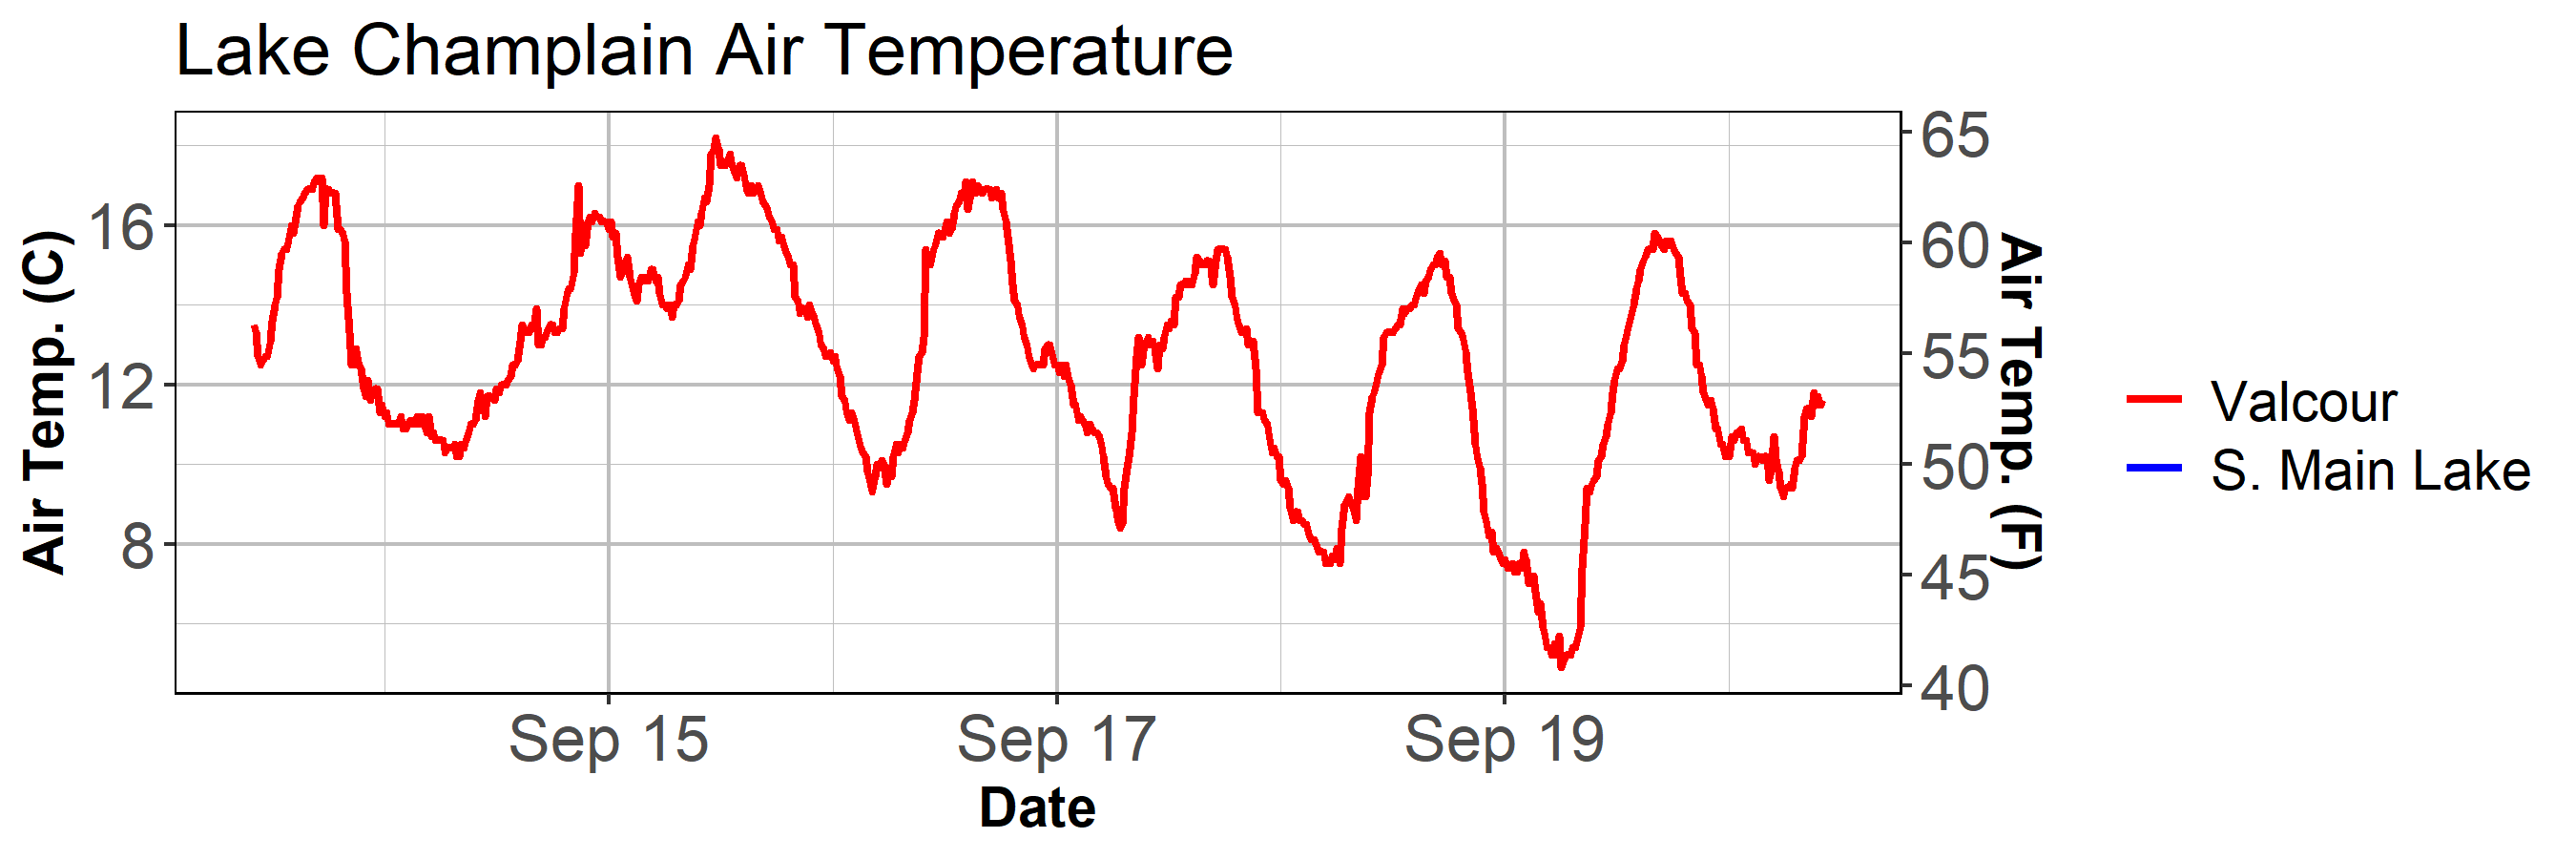 Lake Champlain Air Temperature
Air Temp. (C)
16
12
8
65
60
55
50
45
40
Air Temp. (F)
Sep 15
Sep 17
Sep 19
Date
Valcour
S. Main Lake